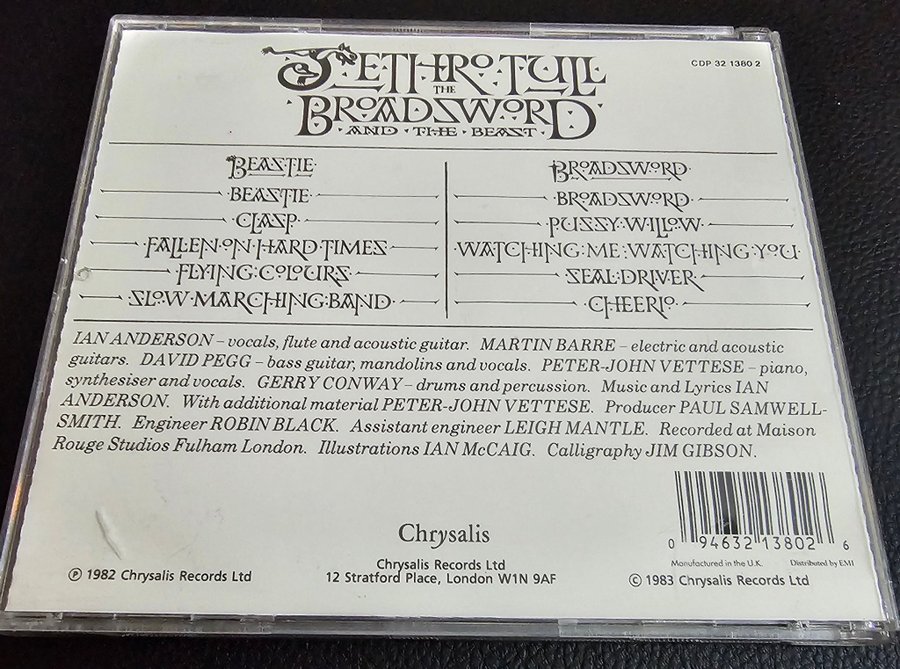 JETHRO TULL
CDP 32 1380 2
THE
BROADSWORD
AND THE BEAST
BEASTIE
BEASTIE
CLASP
FALLEN ON HARD TIMES
FLYING COLOURS
SLOW MARCHING BAND
BROADSWORD
BROADSWORD
PUSSY WILLOW
WATCHING ME WATCHING YOU
SEAL DRIVER
CHEERIO
IAN ANDERSON – vocals, flute and acoustic guitar. MARTIN BARRE – electric and acoustic
guitars. DAVID PEGG – bass guitar, mandolins and vocals. PETER-JOHN VETTESE – piano,
synthesiser and vocals. GERRY CONWAY – drums and percussion. Music and Lyrics IAN
ANDERSON. With additional material PETER-JOHN VETTESE. Producer PAUL SAMWELL-
SMITH. Engineer ROBIN BLACK. Assistant engineer LEIGH MANTLE. Recorded at Maison
Rouge Studios Fulham London. Illustrations IAN McCAIG. Calligraphy JIM GIBSON.
Chrysalis
Chrysalis Records Ltd
12 Stratford Place, London W1N 9AF
℗ 1982 Chrysalis Records Ltd
0 94632 13802 6
Manufactured in the U.K. Distributed by EMI
© 1983 Chrysalis Records Ltd